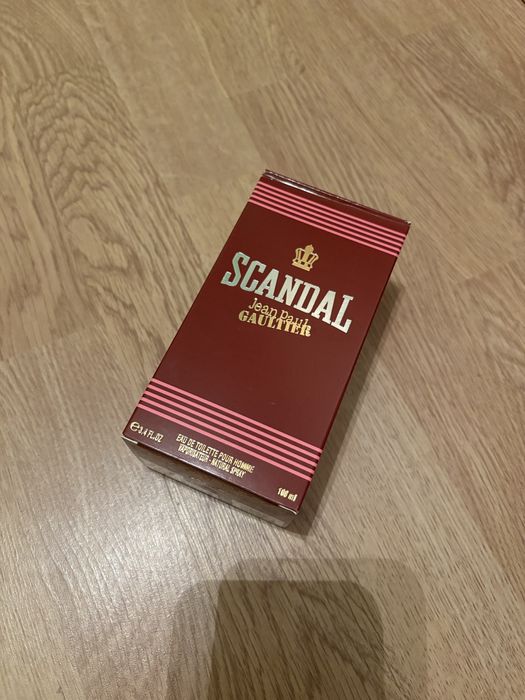 SCANDAL
Jean Paul
GAULTIER
℮3.4 FL.OZ
EAU DE TOILETTE POUR HOMME
VAPORISATEUR - NATURAL SPRAY
100 ml